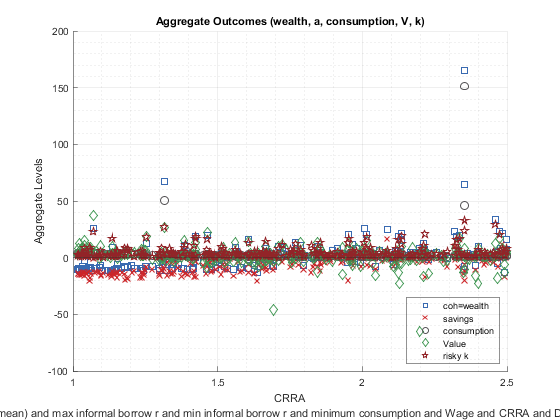 Aggregate Outcomes (wealth, a, consumption, V, k)
200
150
100
50
0
-50
-100
Aggregate Levels
1
1.5
2
2.5
CRRA
coh=wealth
savings
consumption
Value
risky k
mean) and max informal borrow r and min informal borrow r and minimum consumption and Wage and CRRA and